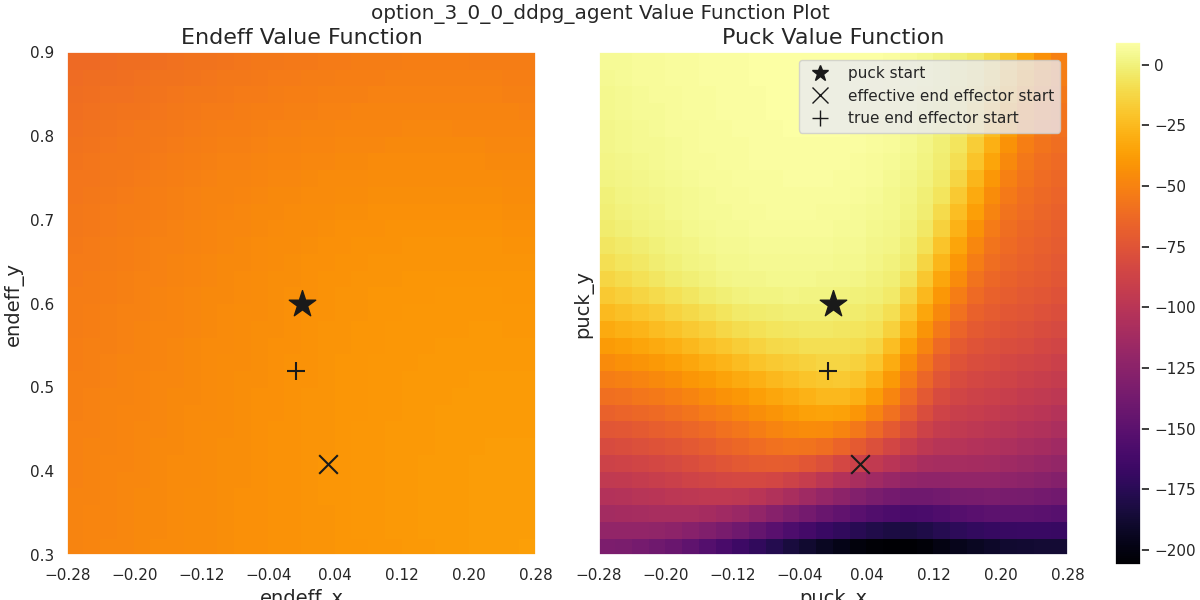 option_3_0_0_ddpg_agent Value Function Plot
Endeff Value Function
Puck Value Function
puck start
effective end effector start
true end effector start
endeff_y
0.9
0.8
0.7
0.6
0.5
0.4
0.3
−0.28 −0.20 −0.12 −0.04 0.04 0.12 0.20 0.28
endeff_x
puck_y
−0.28 −0.20 −0.12 −0.04 0.04 0.12 0.20 0.28
puck_x
0
−25
−50
−75
−100
−125
−150
−175
−200